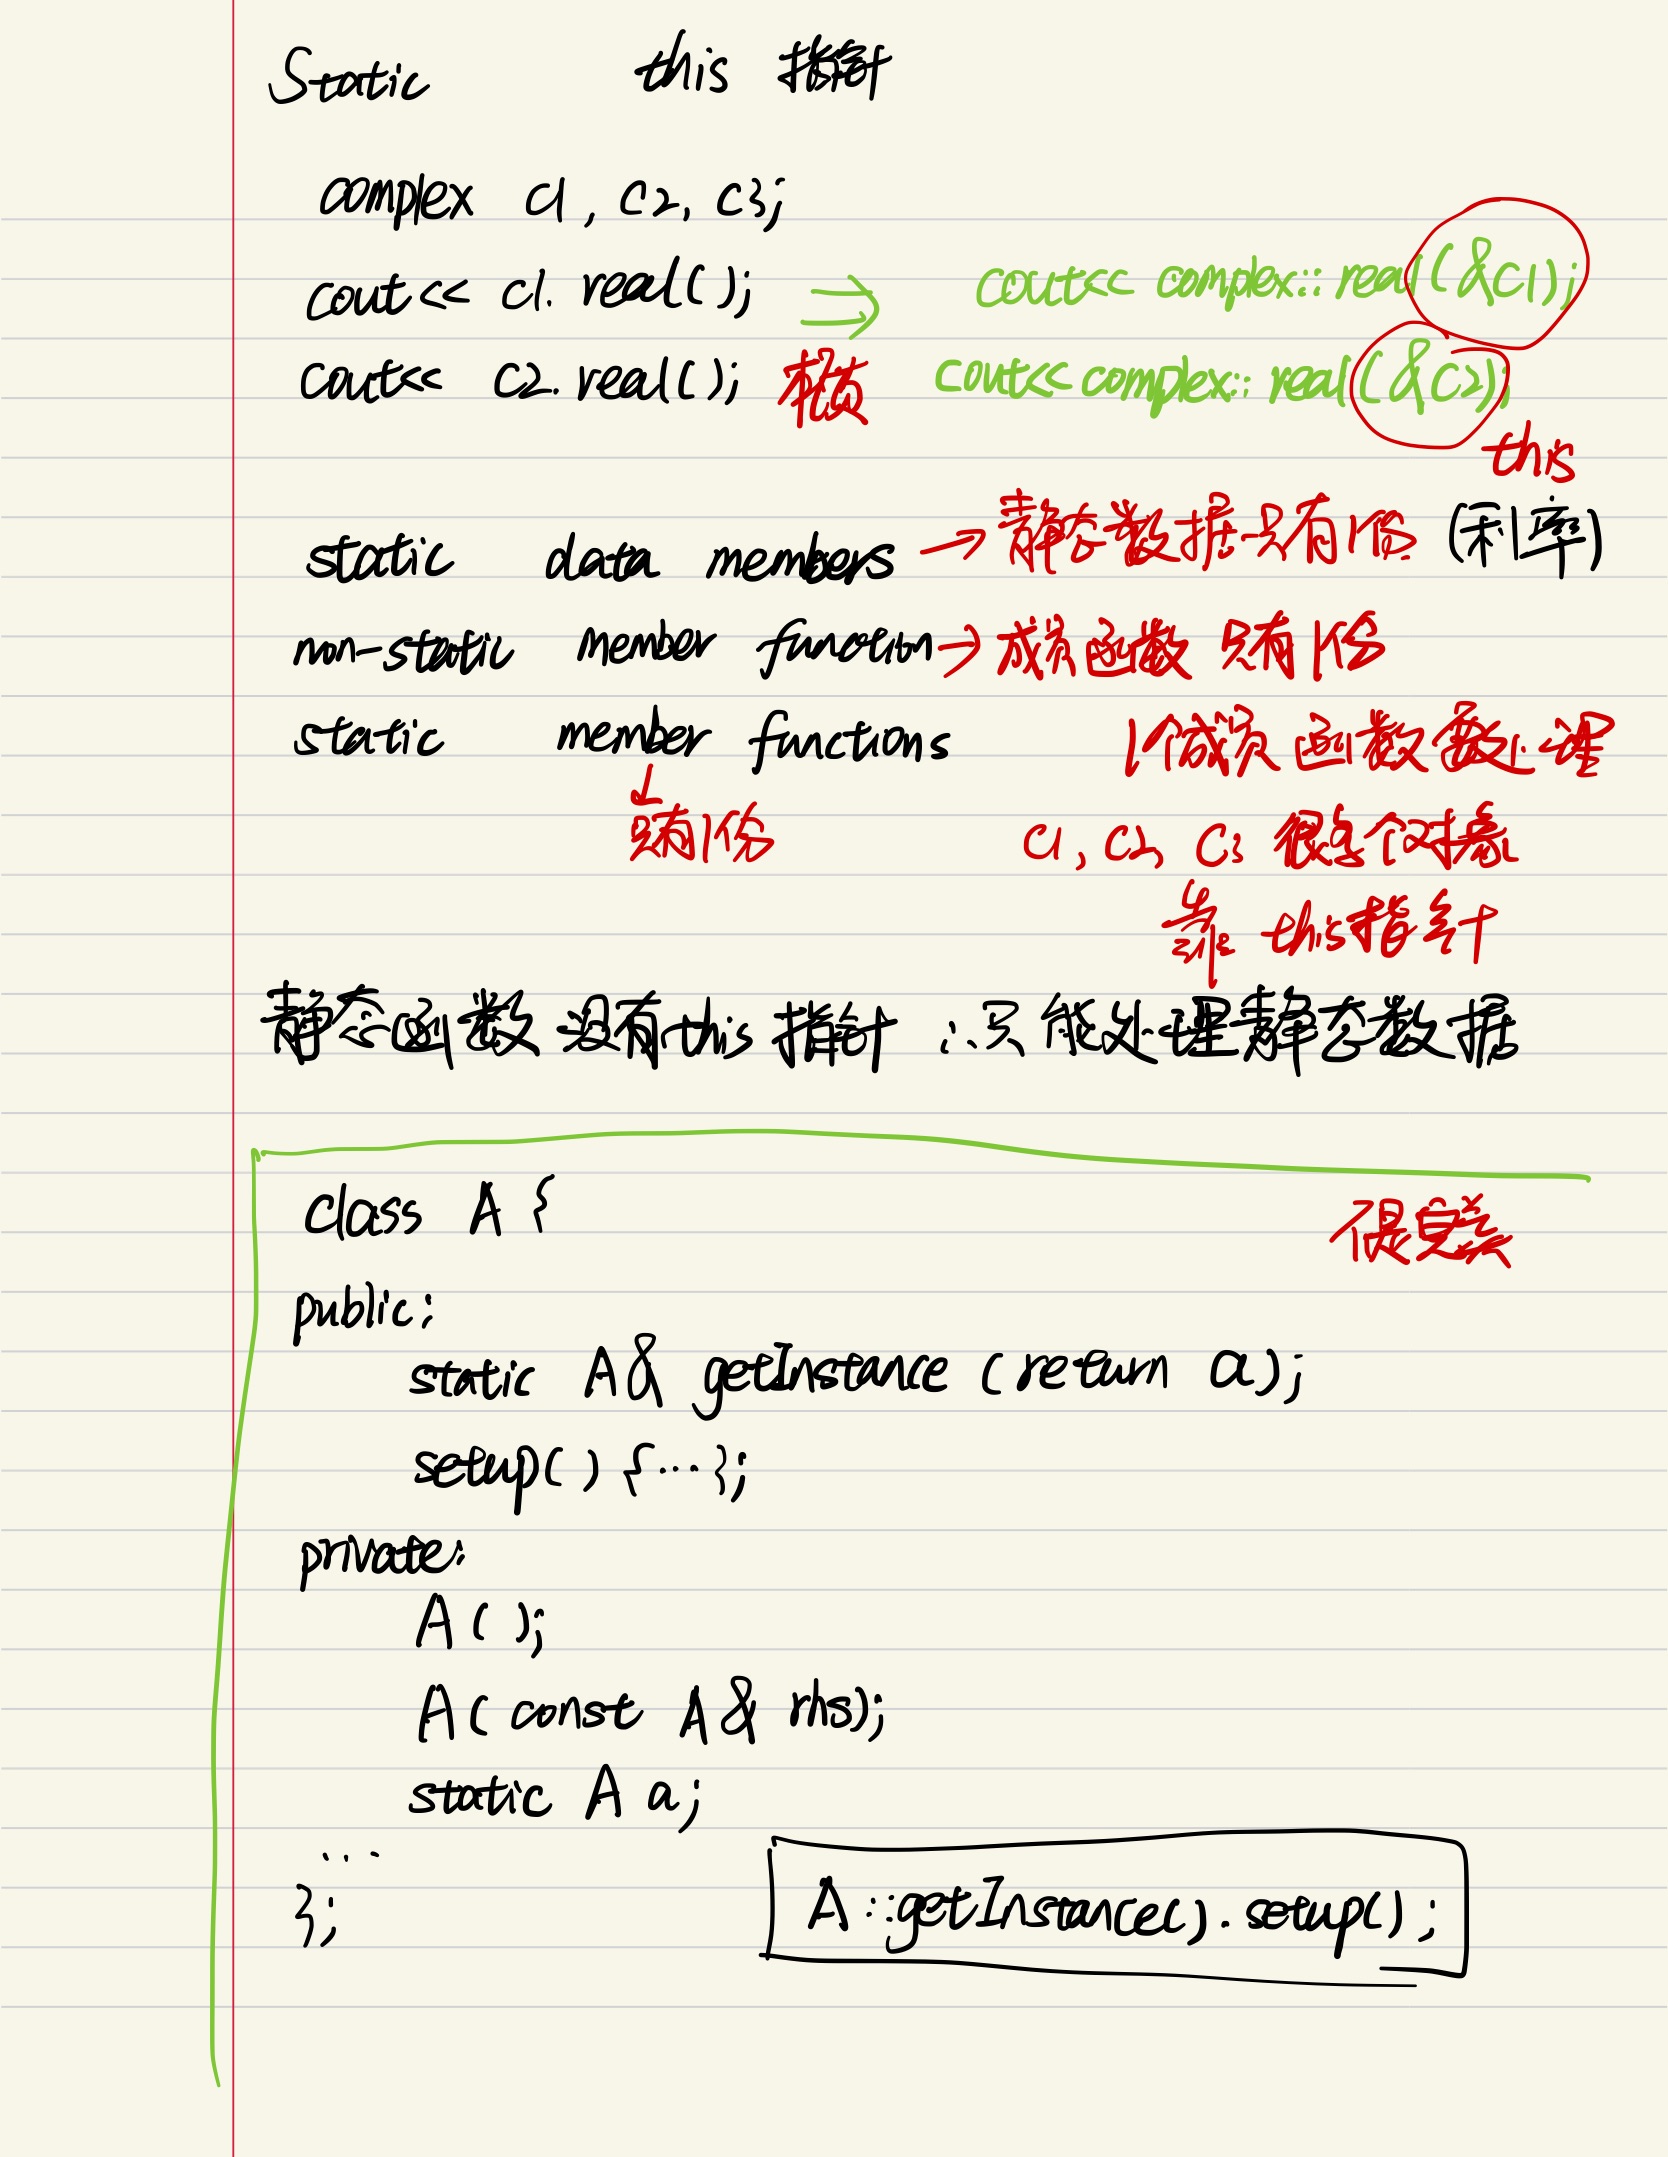 Static this 指针
complex c1, c2, c3;
cout<< c1.real(); ⇒ cout<< complex::real(&c1);
cout<< c2.real(); cout<< complex::real(&c2);
this
static data members → 静态数据只有1份 (利率)
non-static member function → 成员函数 只有1份
static member functions 1个成员函数要处理
↓
只有1份 c1, c2, c3 很多个对象
靠 this指针
静态函数没有this指针 ∴只能处理静态数据
class A {
public:
static A& getInstance (return a);
setup() {...};
private:
A( );
A( const A& rhs);
static A a;
...
};
A::getInstance().setup();